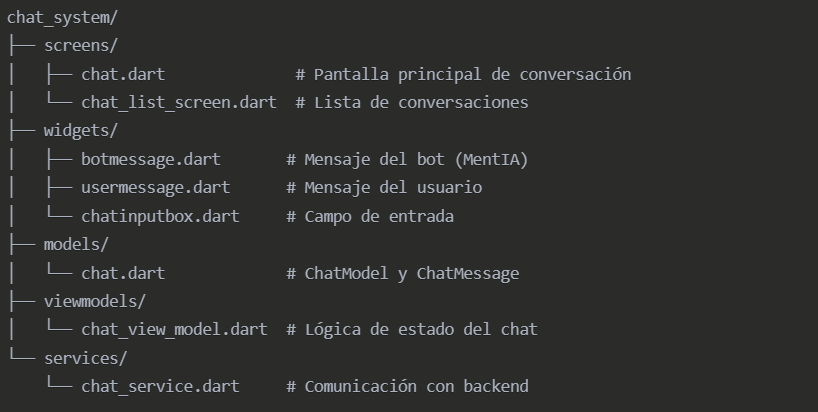 chat_system/
├── screens/
│   ├── chat.dart              # Pantalla principal de conversación
│   └── chat_list_screen.dart  # Lista de conversaciones
├── widgets/
│   ├── botmessage.dart       # Mensaje del bot (MentIA)
│   ├── usermessage.dart      # Mensaje del usuario
│   └── chatinputbox.dart     # Campo de entrada
├── models/
│   └── chat.dart             # ChatModel y ChatMessage
├── viewmodels/
│   └── chat_view_model.dart  # Lógica de estado del chat
└── services/
    └── chat_service.dart     # Comunicación con backend